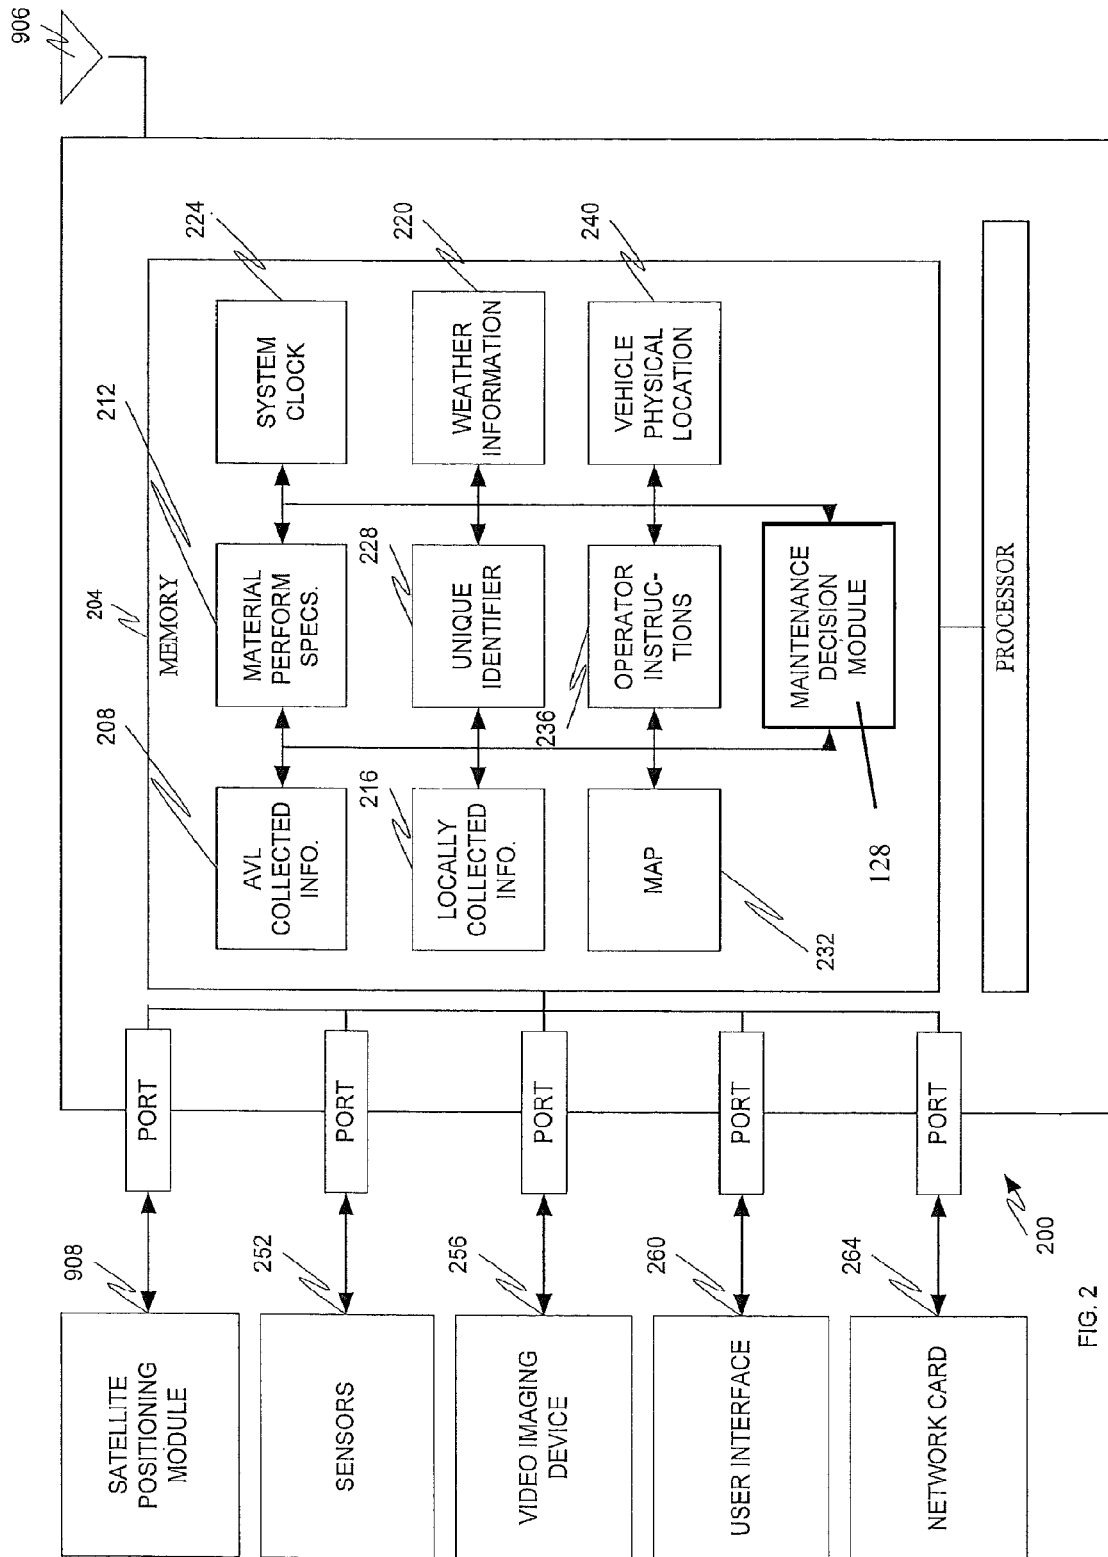 906
204
MEMORY
208
212
224
AVL
COLLECTED
INFO.
MATERIAL
PERFORM
SPECS.
SYSTEM
CLOCK
216
228
220
LOCALLY
COLLECTED
INFO.
UNIQUE
IDENTIFIER
WEATHER
INFORMATION
232
236
240
MAP
OPERATOR
INSTRUC-
TIONS
VEHICLE
PHYSICAL
LOCATION
128
MAINTENANCE
DECISION
MODULE
PROCESSOR
SATELLITE
POSITIONING
MODULE
908
PORT
SENSORS
252
PORT
VIDEO IMAGING
DEVICE
256
PORT
USER INTERFACE
260
PORT
NETWORK CARD
264
PORT
200
FIG. 2